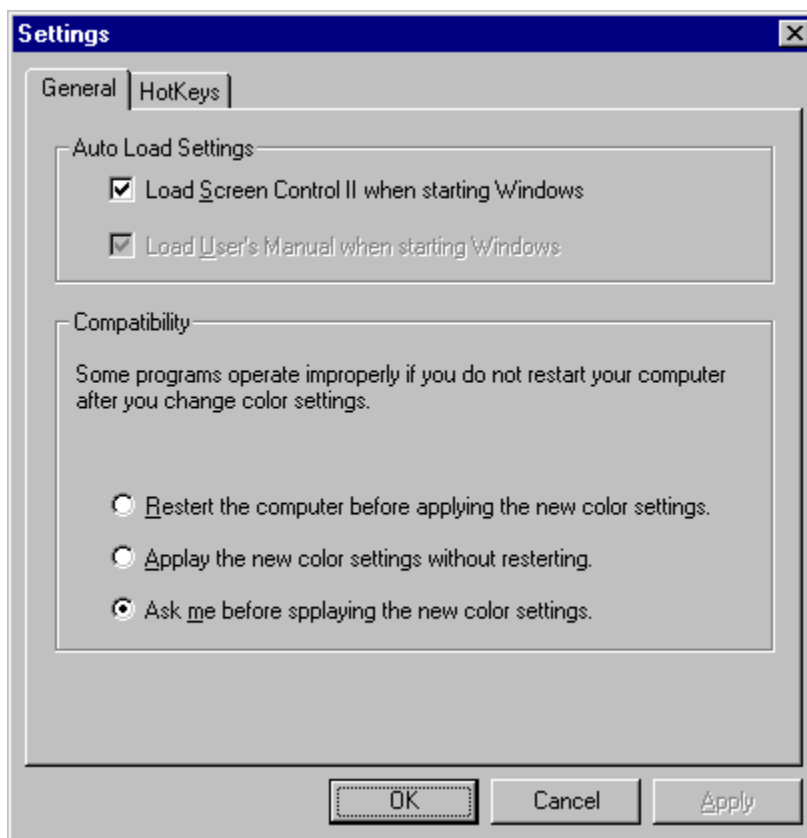 Settings
General
HotKeys
Auto Load Settings
Load Screen Control II when starting Windows
Load User's Manual when starting Windows
Compatibility
Some programs operate improperly if you do not restart your computer
after you change color settings.
Restert the computer before applying the new color settings.
Applay the new color settings without resterting.
Ask me before spplaying the new color settings.
OK
Cancel
Apply